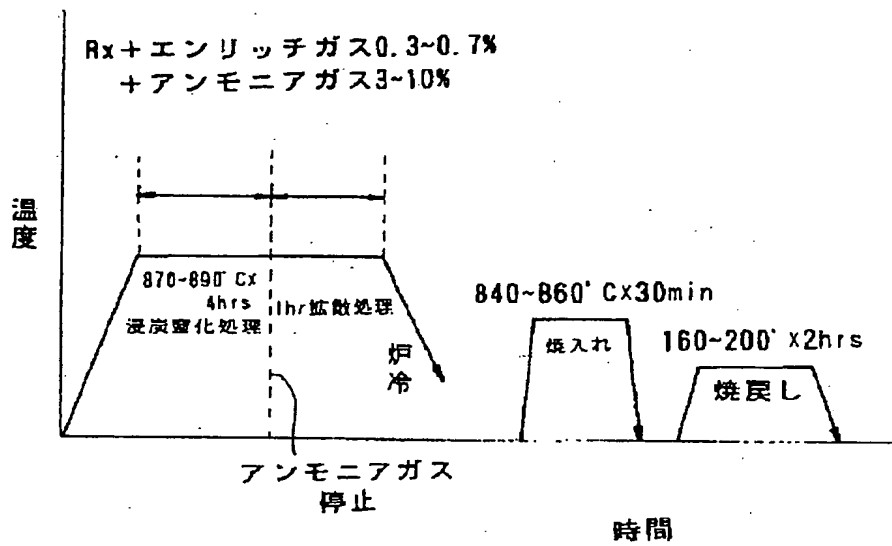 Rx+エンリッチガス0.3~0.7%
+アンモニアガス3~10%
温度
870~890°Cx
4hrs
浸炭窒化処理
1hr拡散処理
炉冷
840~860°Cx30min
焼入れ
160~200°x2hrs
焼戻し
アンモニアガス
停止
時間